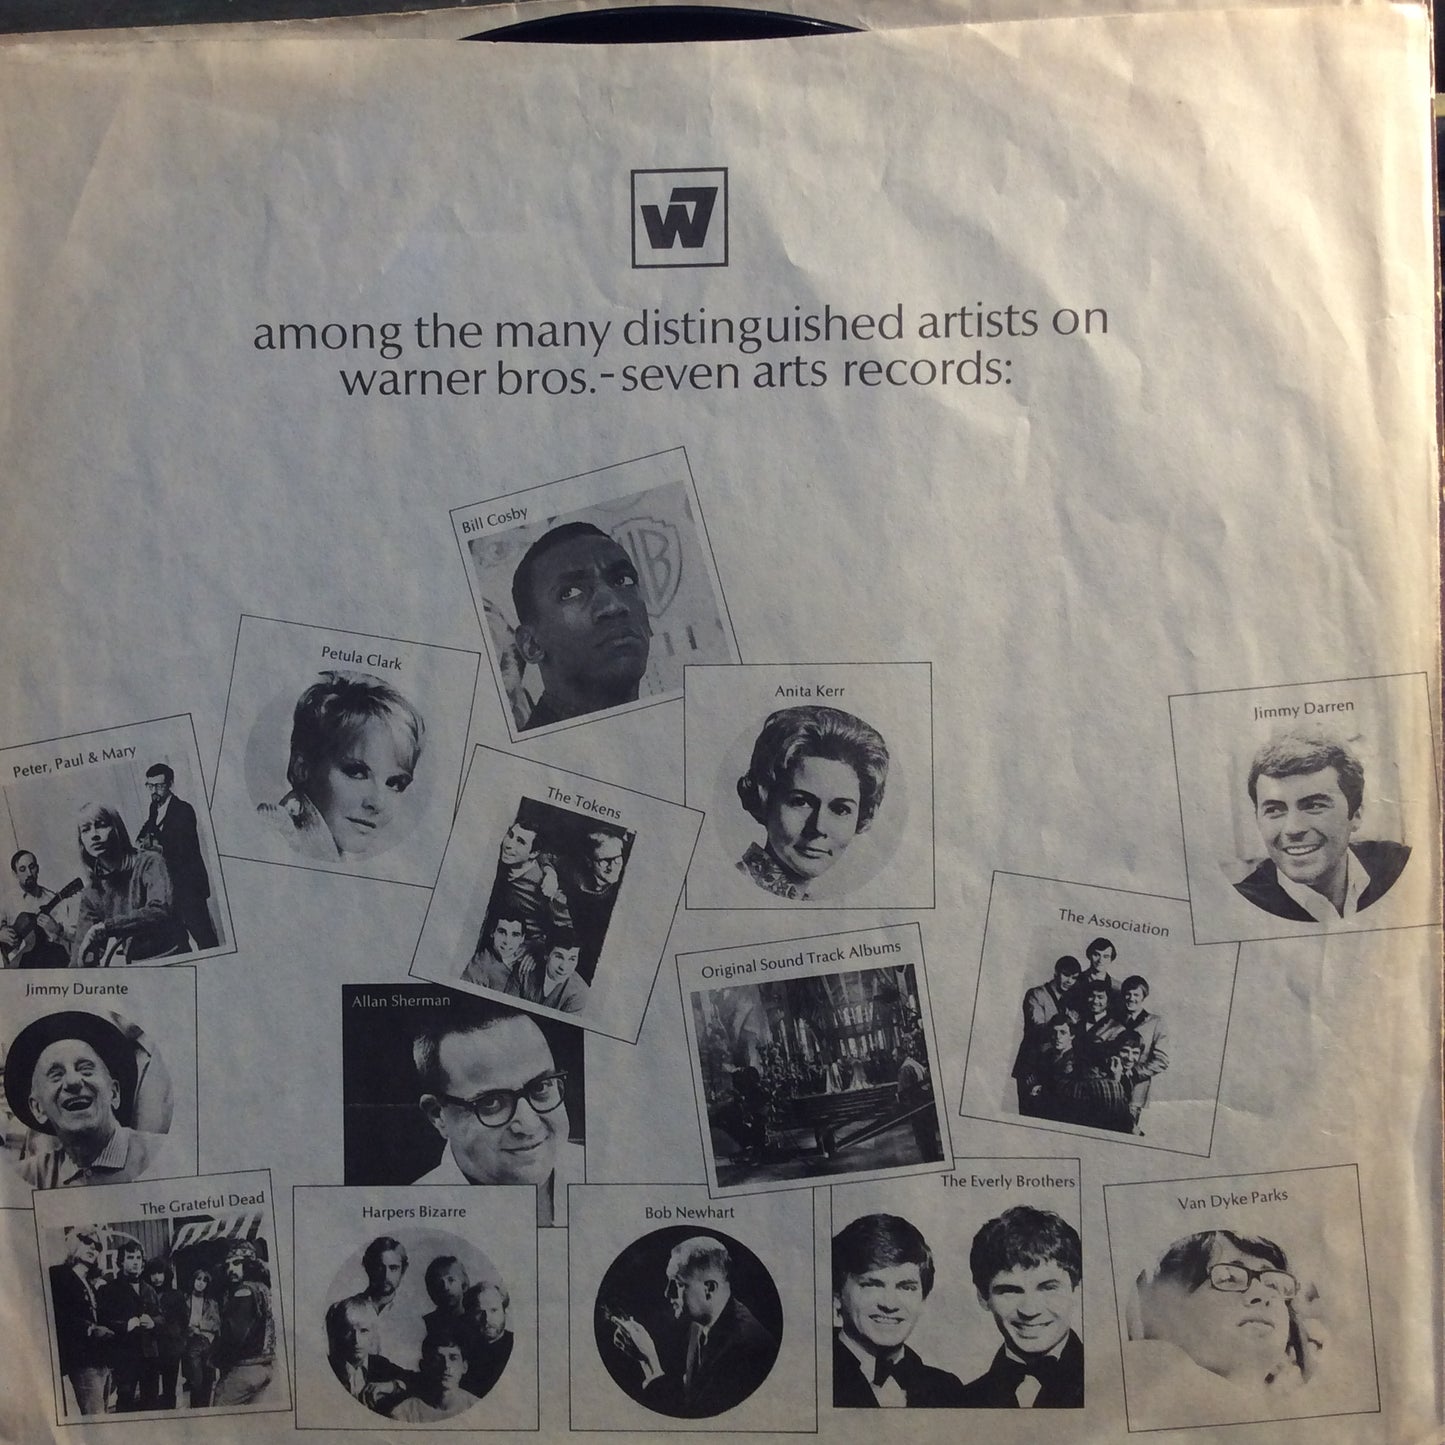 W7
among the many distinguished artists on
warner bros.-seven arts records:
Bill Cosby
WB
Petula Clark
Anita Kerr
Jimmy Darren
Peter, Paul & Mary
The Tokens
The Association
Original Sound Track Albums
Jimmy Durante
Allan Sherman
The Grateful Dead
Harpers Bizarre
Bob Newhart
The Everly Brothers
Van Dyke Parks